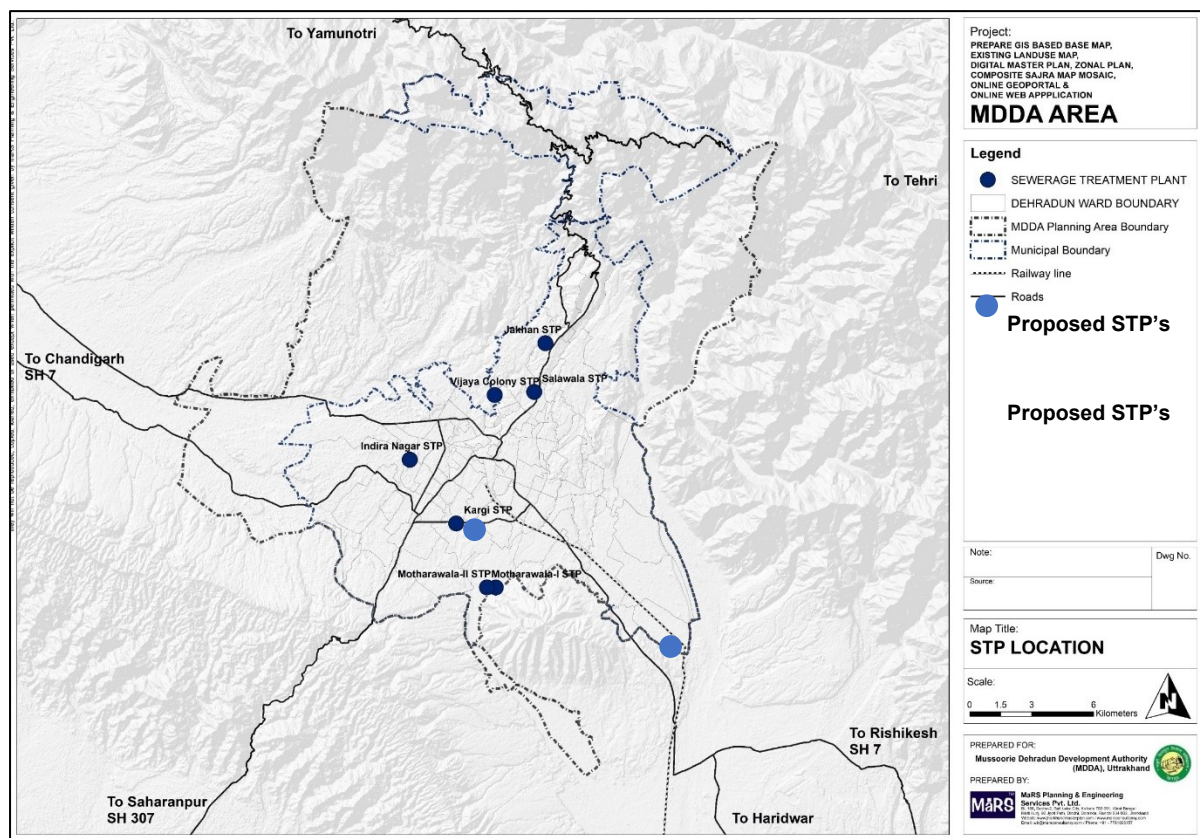 To Yamunotri
To Tehri
Jakhan STP
To Chandigarh
SH 7
Vijaya Colony STP
Salawala STP
Indira Nagar STP
Kargi STP
Motharawala-II STP
Motharawala-I STP
To Rishikesh
SH 7
To Saharanpur
SH 307
To Haridwar
Project:
PREPARE GIS BASED BASE MAP,
EXISTING LANDUSE MAP,
DIGITAL MASTER PLAN, ZONAL PLAN,
COMPOSITE SAJRA MAP MOSAIC,
ONLINE GEOPORTAL &
ONLINE WEB APPPLICATION
MDDA AREA
Legend
SEWERAGE TREATMENT PLANT
DEHRADUN WARD BOUNDARY
MDDA Planning Area Boundary
Municipal Boundary
Railway line
Roads
Proposed STP's
Proposed STP's
Note:
Dwg No.
Source:
Map Title:
STP LOCATION
Scale:
0 1.5 3 6
Kilometers
N
PREPARED FOR:
Mussoorie Dehradun Development Authority
(MDDA), Uttrakhand
PREPARED BY:
MaRS
MaRS Planning & Engineering
Services Pvt. Ltd.